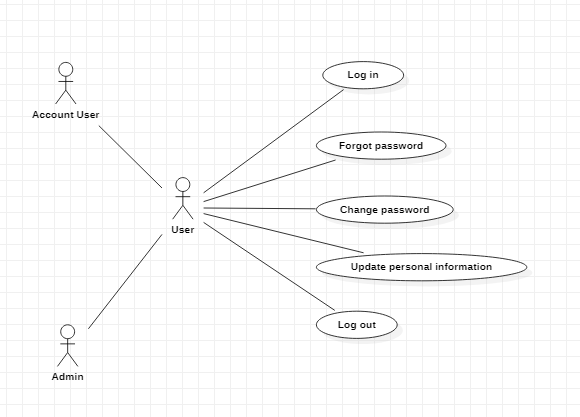 Log in
Account User
Forgot password
Change password
User
Update personal information
Log out
Admin